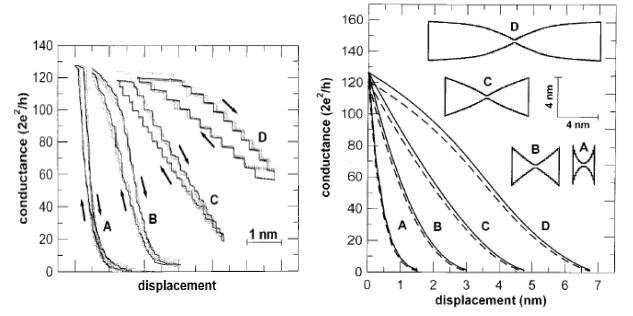 140
120
100
80
60
40
20
0
conductance (2e²/h)
A
B
C
D
1 nm
displacement
160
140
120
100
80
60
40
20
0
conductance (2e²/h)
D
C
B
A
4 nm
4 nm
A
B
C
D
0 1 2 3 4 5 6 7
displacement (nm)